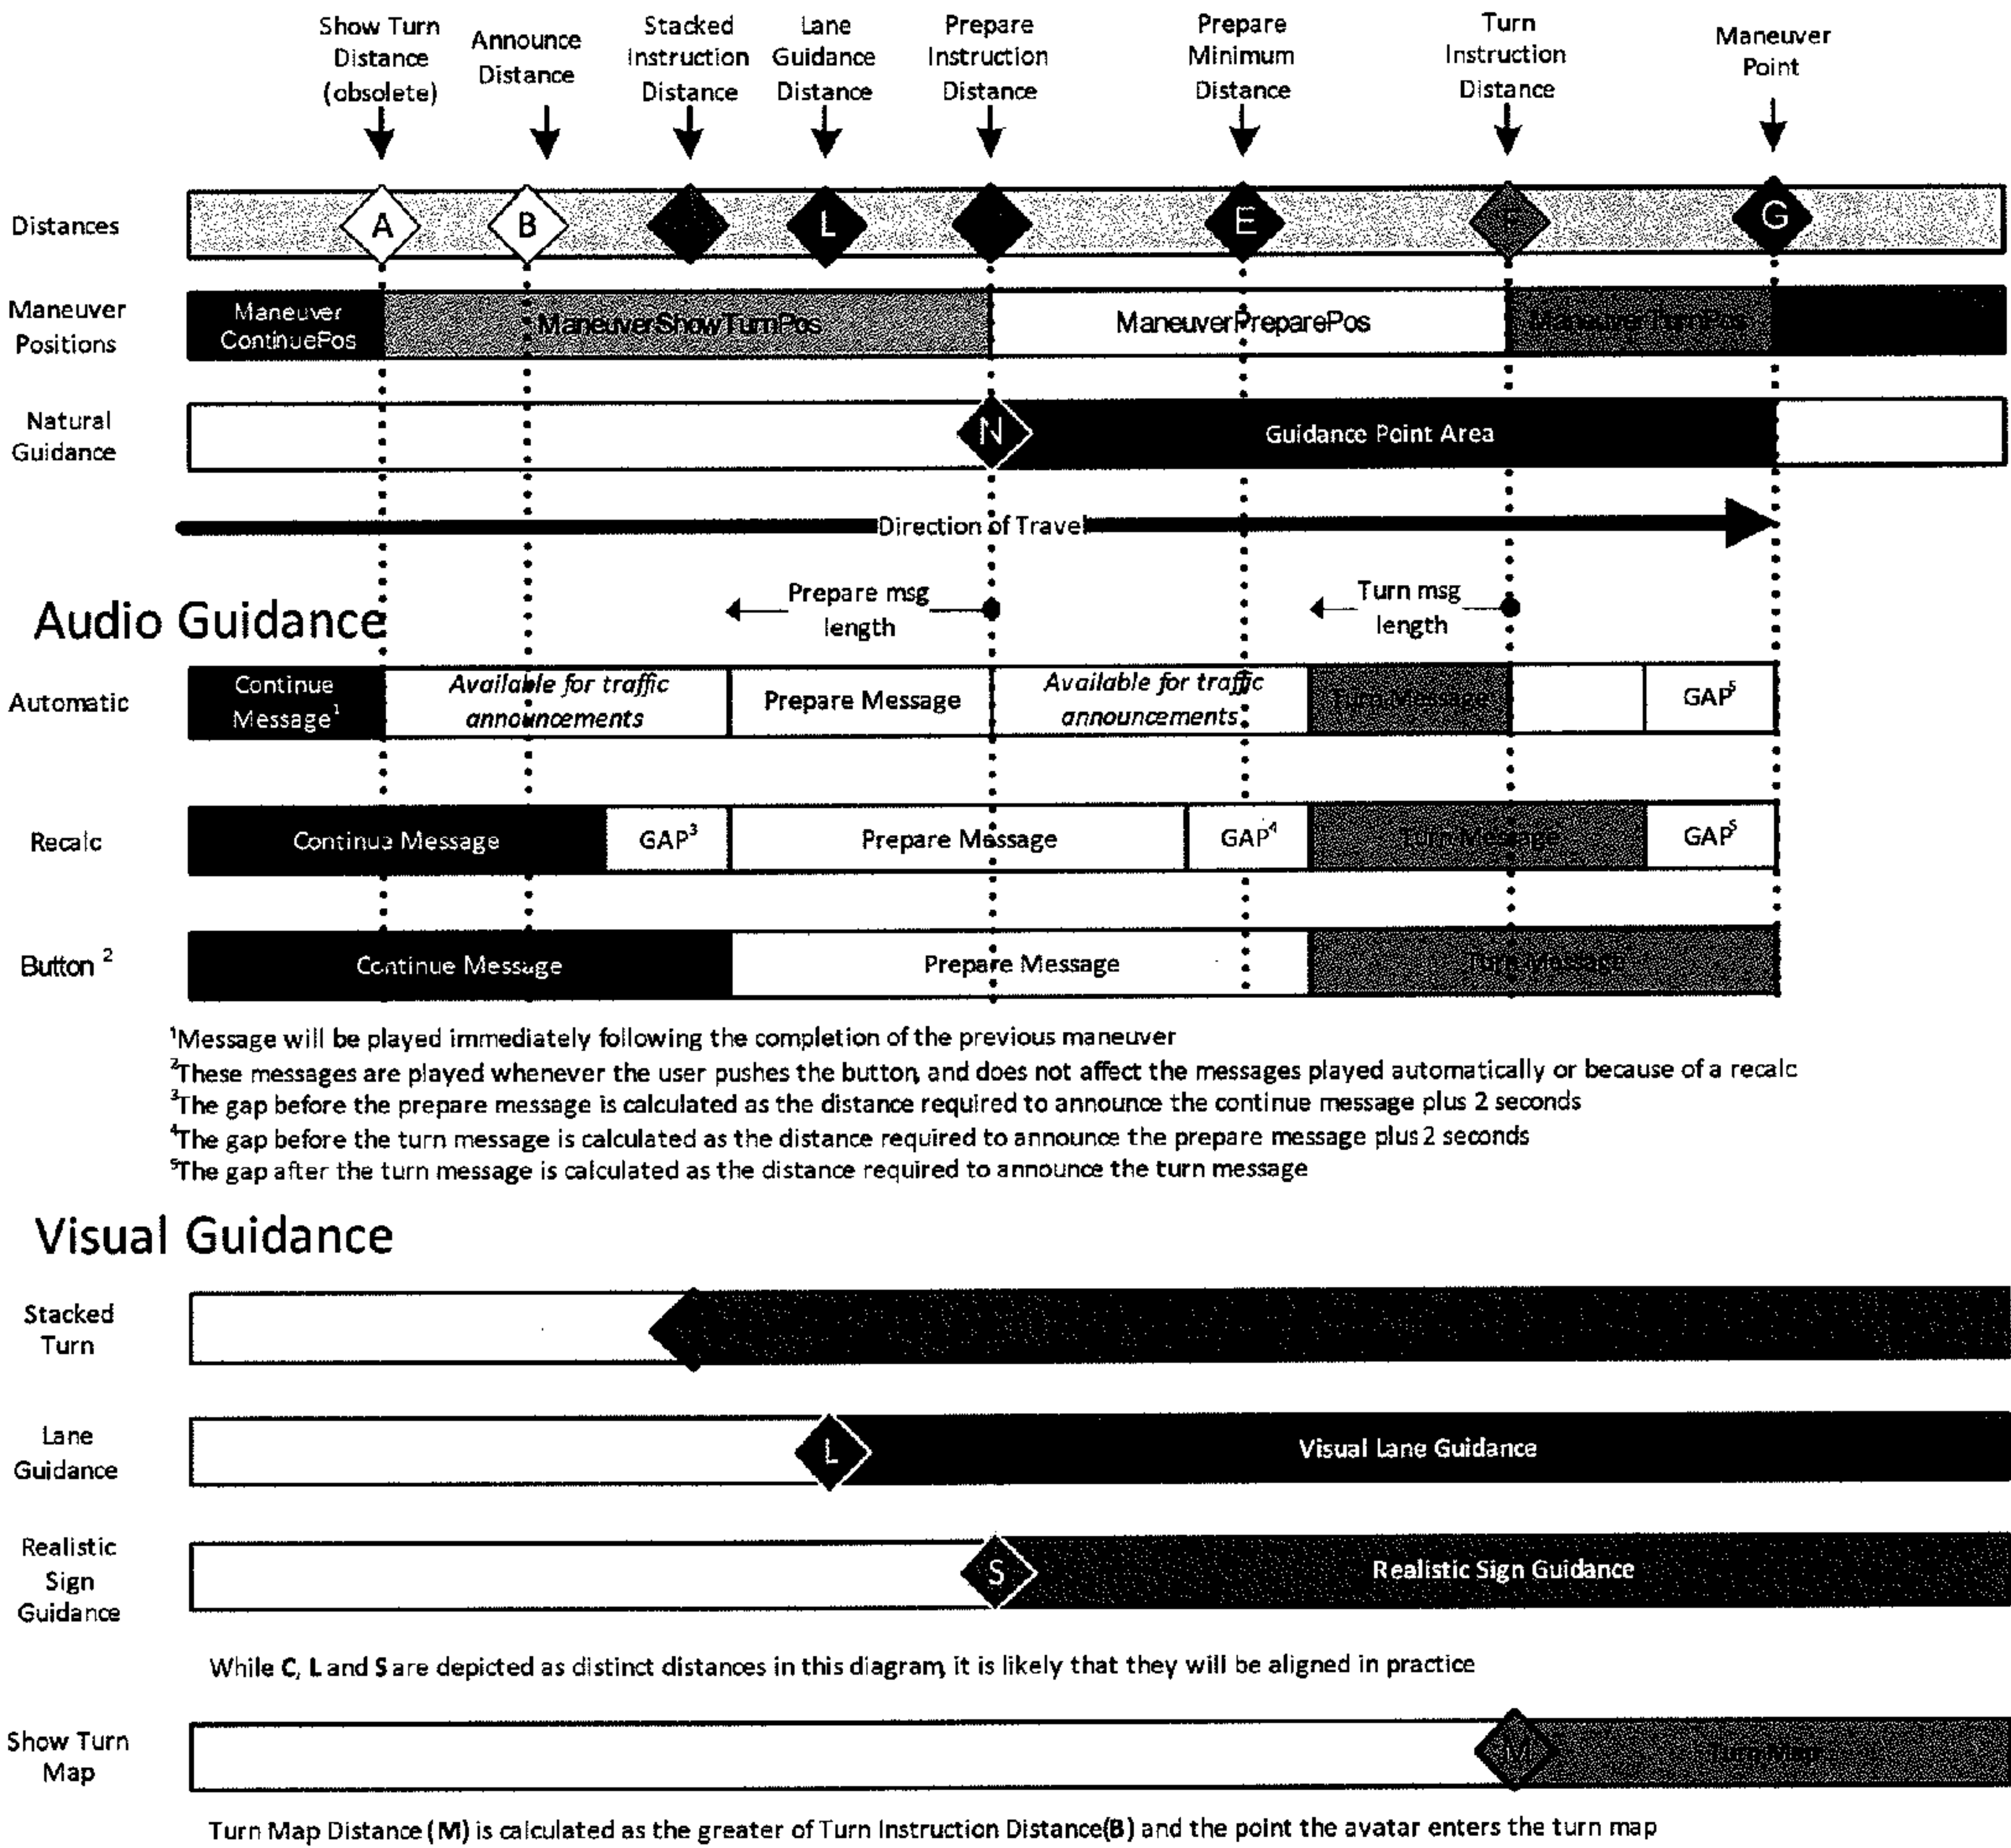 Show Turn
Distance
(obsolete)
Announce
Distance
Stacked
Instruction
Distance
Lane
Guidance
Distance
Prepare
Instruction
Distance
Prepare
Minimum
Distance
Turn
Instruction
Distance
Maneuver
Point
Distances
A
B
L
E
F
G
Maneuver
Positions
Maneuver
ContinuePos
ManeuverShowTurnPos
ManeuverPreparePos
ManeuverTurnPos
Natural
Guidance
N
Guidance Point Area
Direction of Travel
Audio Guidance
Prepare msg
length
Turn msg
length
Automatic
Continue
Message¹
Available for traffic
announcements
Prepare Message
Available for traffic
announcements
Turn Message
GAP⁵
Recalc
Continue Message
GAP³
Prepare Message
GAP⁴
Turn Message
GAP⁵
Button ²
Continue Message
Prepare Message
Turn Message
¹Message will be played immediately following the completion of the previous maneuver
²These messages are played whenever the user pushes the button, and does not affect the messages played automatically or because of a recalc
³The gap before the prepare message is calculated as the distance required to announce the continue message plus 2 seconds
⁴The gap before the turn message is calculated as the distance required to announce the prepare message plus 2 seconds
⁵The gap after the turn message is calculated as the distance required to announce the turn message
Visual Guidance
Stacked
Turn
Lane
Guidance
L
Visual Lane Guidance
Realistic
Sign
Guidance
S
Realistic Sign Guidance
While C, L and S are depicted as distinct distances in this diagram, it is likely that they will be aligned in practice
Show Turn
Map
M
Turn Map
Turn Map Distance (M) is calculated as the greater of Turn Instruction Distance(B) and the point the avatar enters the turn map